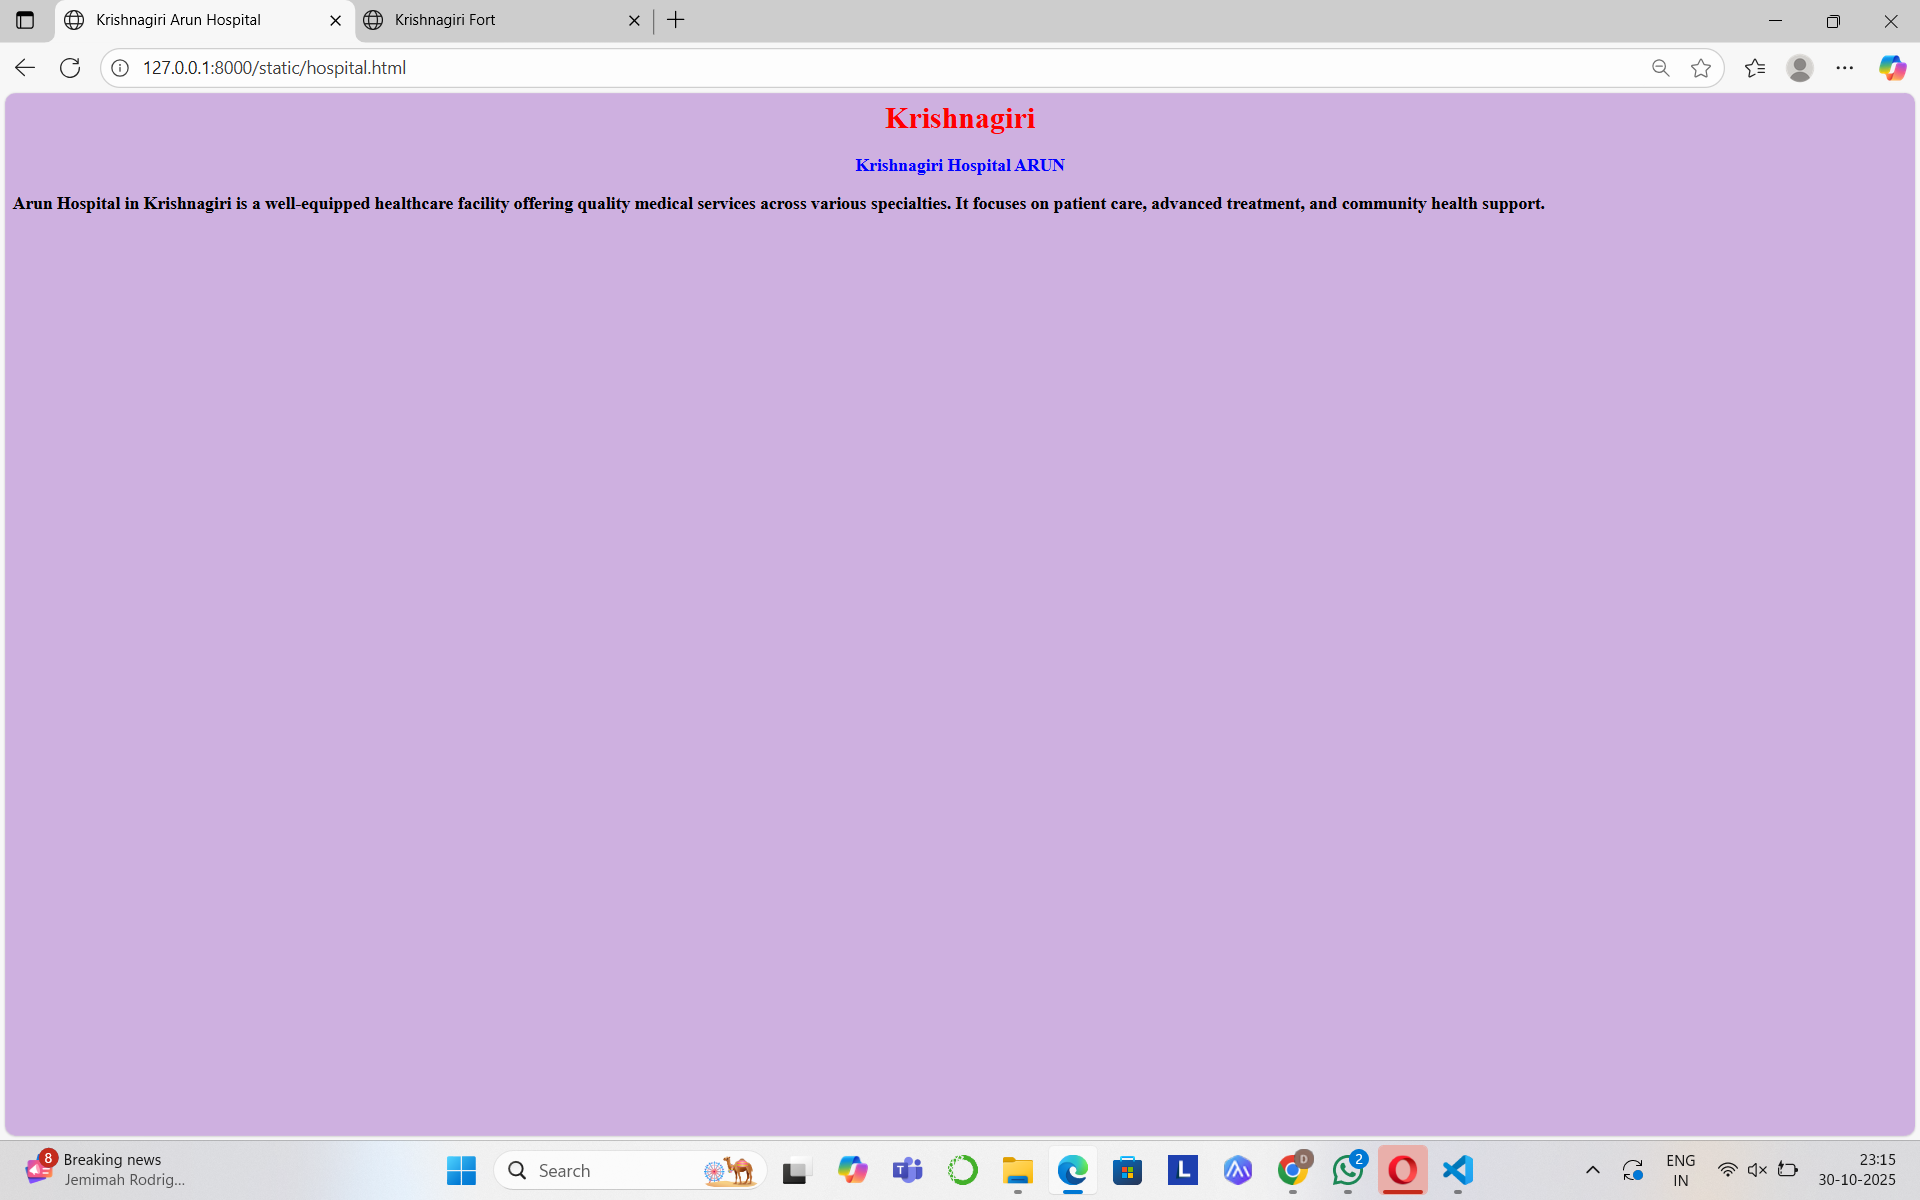 Krishnagiri Arun Hospital
Krishnagiri Fort
127.0.0.1:8000/static/hospital.html
Krishnagiri
Krishnagiri Hospital ARUN
Arun Hospital in Krishnagiri is a well-equipped healthcare facility offering quality medical services across various specialties. It focuses on patient care, advanced treatment, and community health support.
8
Breaking news
Jemimah Rodrig...
Search
T
L
D
2
ENG
IN
23:15
30-10-2025